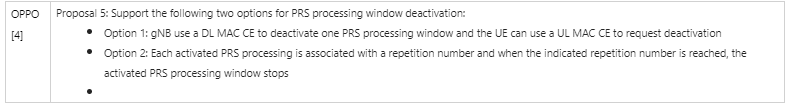 OPPO
[4]
Proposal 5: Support the following two options for PRS processing window deactivation:
• Option 1: gNB use a DL MAC CE to deactivate one PRS processing window and the UE can use a UL MAC CE to request deactivation
• Option 2: Each activated PRS processing is associated with a repetition number and when the indicated repetition number is reached, the
activated PRS processing window stops
•